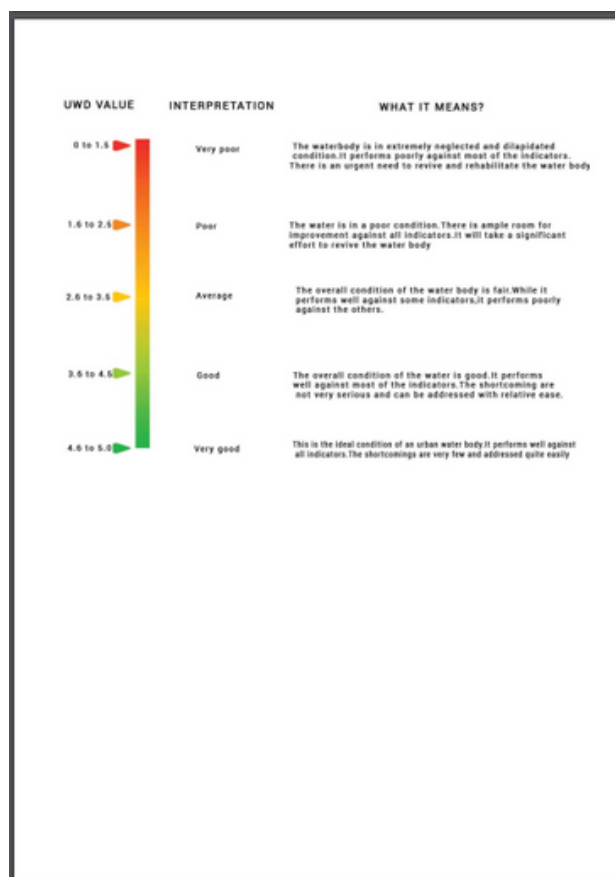 UWD VALUE INTERPRETATION WHAT IT MEANS?
0 to 1.5 Very poor The waterbody is in extremely neglected and dilapidated
condition.It performs poorly against most of the indicators.
There is an urgent need to revive and rehabilitate the water body
1.6 to 2.5 Poor The water is in a poor condition.There is ample room for
improvement against all indicators.It will take a significant
effort to revive the water body
2.6 to 3.5 Average The overall condition of the water body is fair.While it
performs well against some indicators,it performs poorly
against the others.
3.6 to 4.5 Good The overall condition of the water is good.It performs
well against most of the indicators.The shortcoming are
not very serious and can be addressed with relative ease.
4.6 to 5.0 Very good This is the ideal condition of an urban water body.It performs well against
all indicators.The shortcomings are very few and addressed quite easily